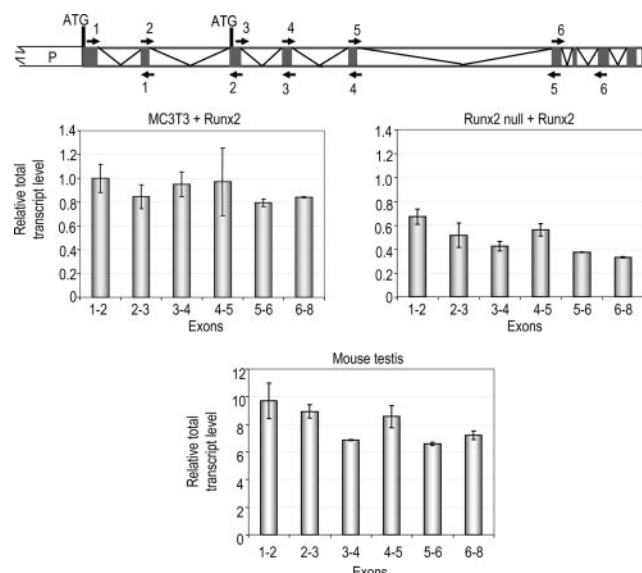 ATG ATG
1 2 3 4 5 6
P
1 2 3 4 5 6
MC3T3 + Runx2
Relative total
transcript level
1.4
1.2
1.0
0.8
0.6
0.4
0.2
0
1-2 2-3 3-4 4-5 5-6 6-8
Exons
Runx2 null + Runx2
1.4
1.2
1.0
0.8
0.6
0.4
0.2
0
1-2 2-3 3-4 4-5 5-6 6-8
Exons
Mouse testis
Relative total
transcript level
12
10
8
6
4
2
0
1-2 2-3 3-4 4-5 5-6 6-8
Exons